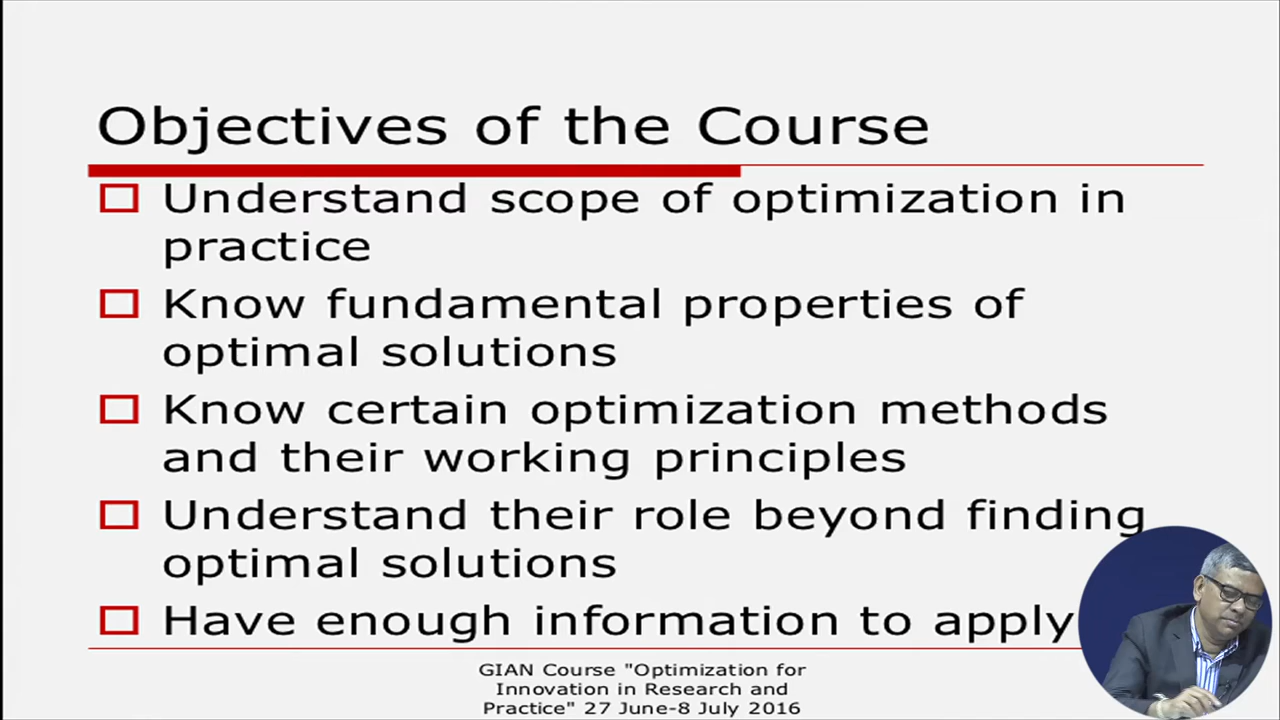 Objectives of the Course
Understand scope of optimization in
practice
Know fundamental properties of
optimal solutions
Know certain optimization methods
and their working principles
Understand their role beyond finding
optimal solutions
Have enough information to apply
GIAN Course "Optimization for
Innovation in Research and
Practice" 27 June-8 July 2016